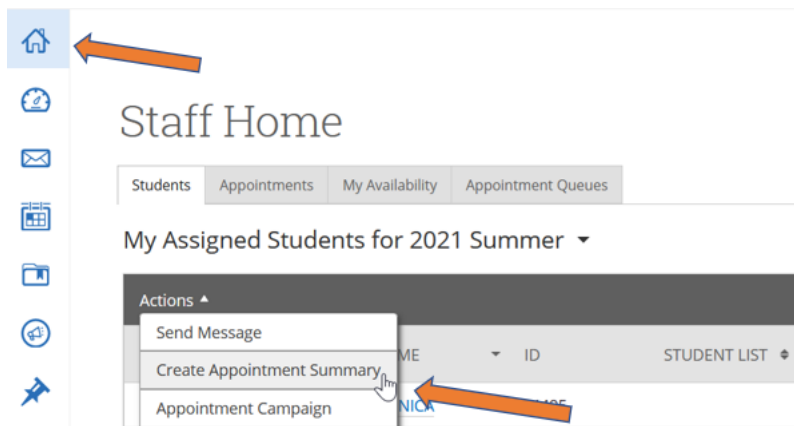 Staff Home
Students Appointments My Availability Appointment Queues
My Assigned Students for 2021 Summer
Actions
Send Message
ME ID STUDENT LIST
Create Appointment Summary
NICA
Appointment Campaign